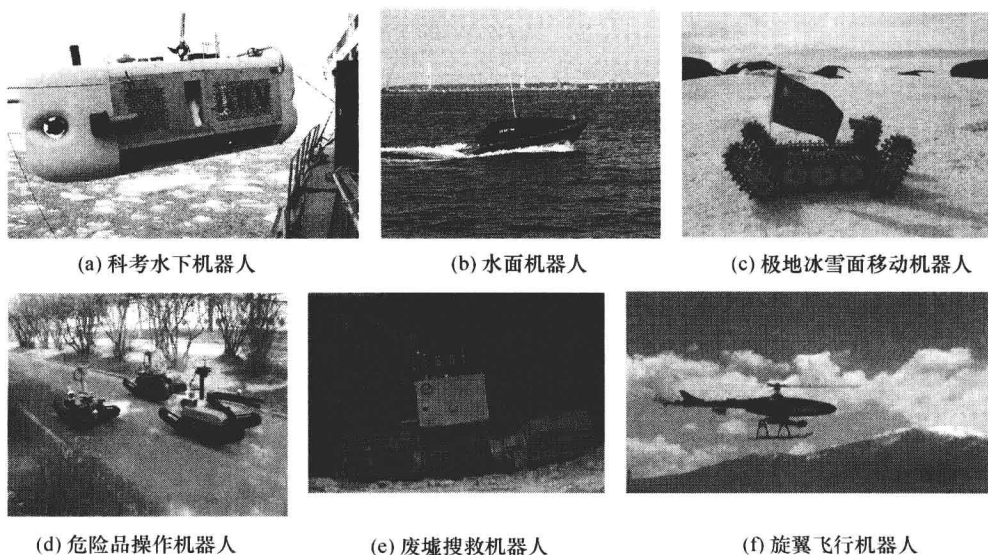 (a) 科考水下机器人
(b) 水面机器人
(c) 极地冰雪面移动机器人
(d) 危险品操作机器人
(e) 废墟搜救机器人
(f) 旋翼飞行机器人